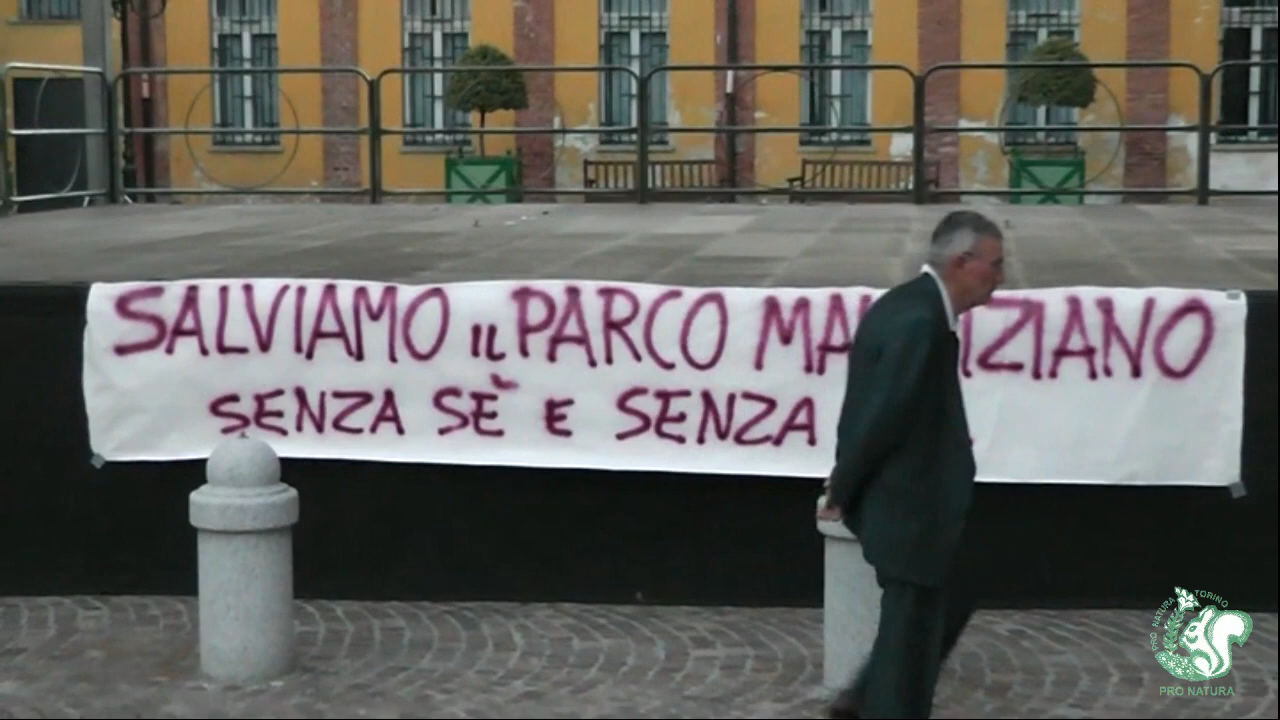 SALVIAMO IL PARCO MA IZIANO
SENZA SÈ E SENZA
PRO NATURA TORINO
PRO NATURA